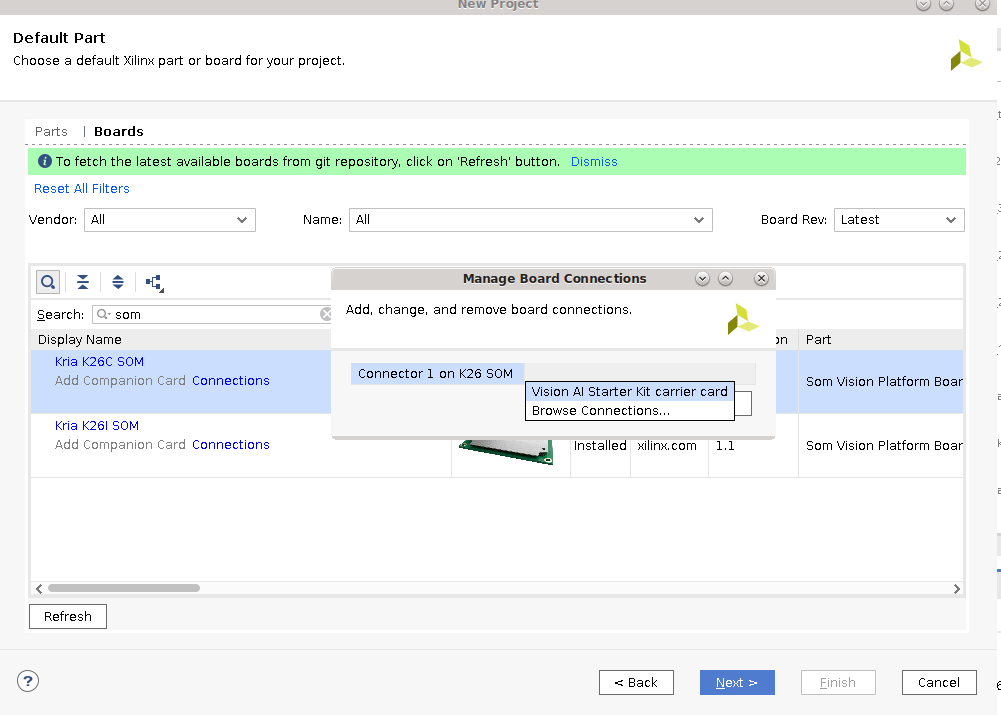 New Project
Default Part
Choose a default Xilinx part or board for your project.
Parts | Boards
To fetch the latest available boards from git repository, click on 'Refresh' button. Dismiss
Reset All Filters
Vendor: All Name: All Board Rev: Latest
Manage Board Connections
Add, change, and remove board connections.
Search: som
Display Name on Part
Kria K26C SOM
Add Companion Card Connections Som Vision Platform Boar
Connector 1 on K26 SOM
Vision AI Starter Kit carrier card
Browse Connections...
Kria K26I SOM
Add Companion Card Connections Installed xilinx.com 1.1 Som Vision Platform Boar
Refresh
? < Back Next > Finish Cancel